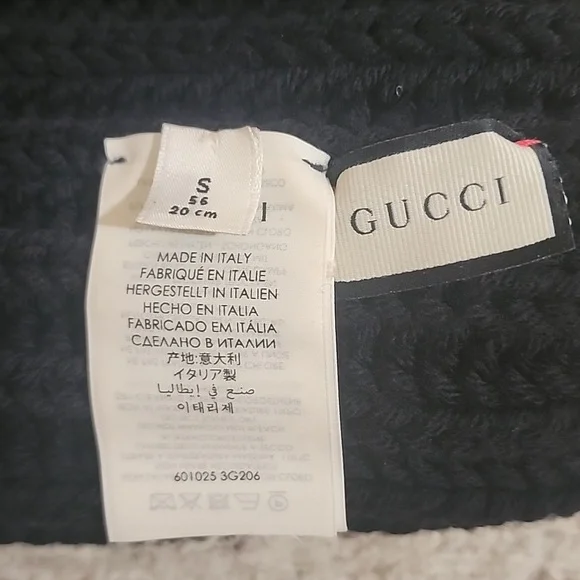 S
56
20 cm
I
GUCCI
MADE IN ITALY
FABRIQUÉ EN ITALIE
HERGESTELLT IN ITALIEN
HECHO EN ITALIA
FABRICADO EM ITÁLIA
СДЕЛАНО В ИТАЛИИ
产地:意大利
イタリア製
صنع في إيطاليا
이태리제
601025 3G206